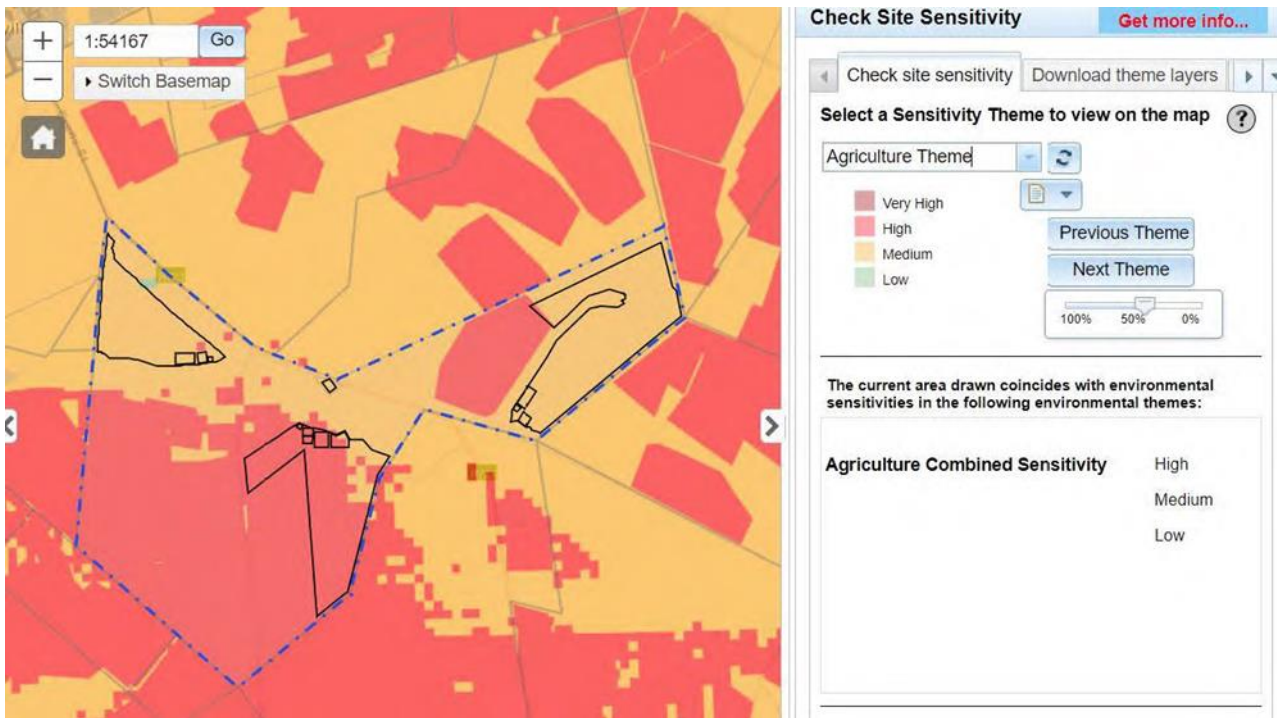 +
1:54167 Go
−
Switch Basemap
Check Site Sensitivity Get more info...
Check site sensitivity Download theme layers
Select a Sensitivity Theme to view on the map ?
Agriculture Theme
Very High
High
Medium
Low
Previous Theme
Next Theme
100% 50% 0%
The current area drawn coincides with environmental
sensitivities in the following environmental themes:
Agriculture Combined Sensitivity High
Medium
Low